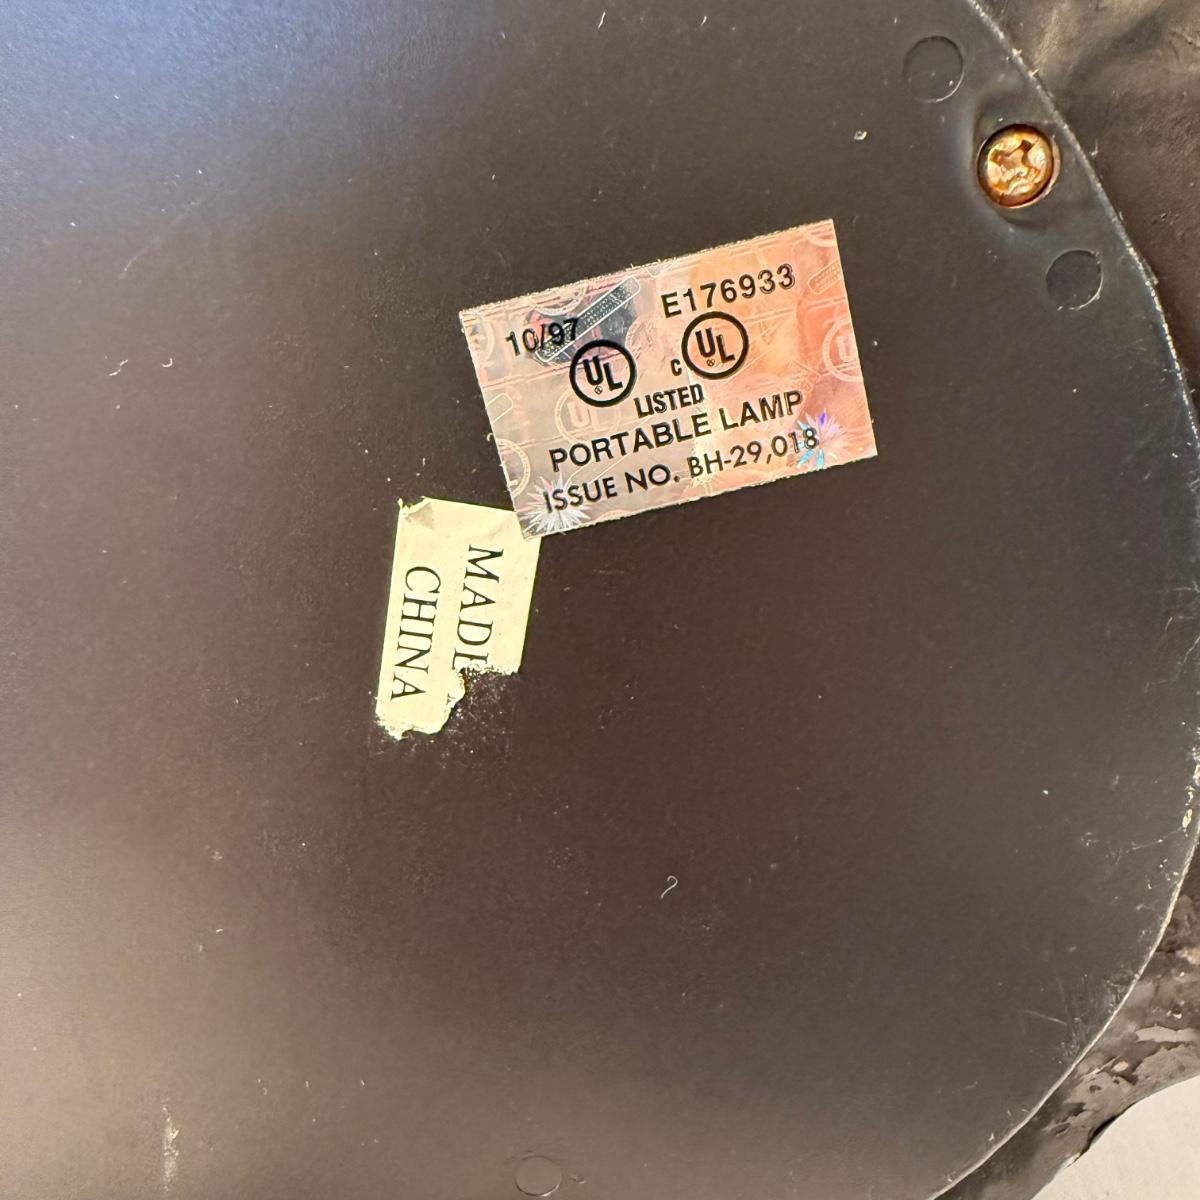 10/97 E176933
UL C UL
LISTED
PORTABLE LAMP
ISSUE NO. BH-29,018
MADE
CHINA